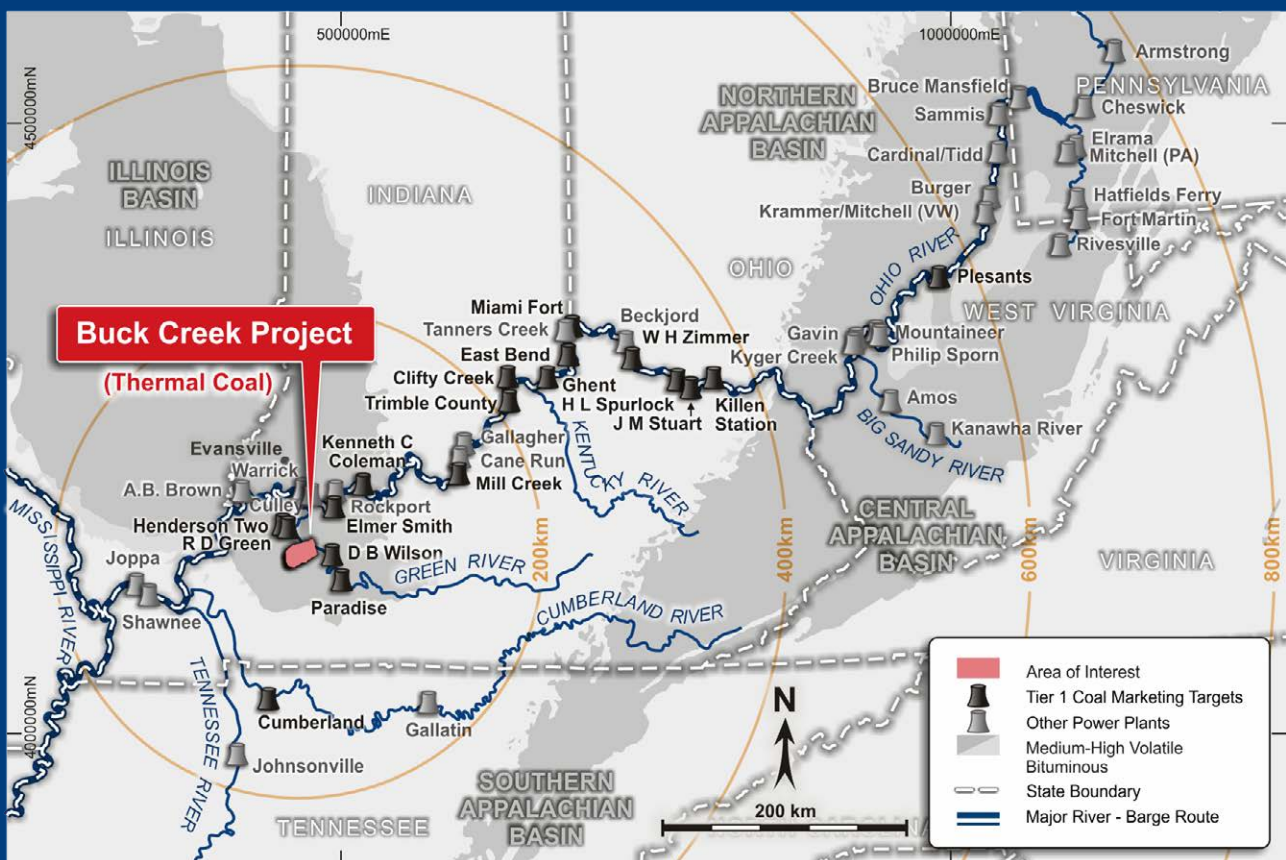 500000mE
1000000mE
4500000mN
4000000mN
Armstrong
PENNSYLVANIA
Bruce Mansfield
Cheswick
NORTHERN
APPALACHIAN
BASIN
Sammis
Elrama
Mitchell (PA)
Cardinal/Tidd
ILLINOIS
BASIN
ILLINOIS
INDIANA
Burger
Krammer/Mitchell (VW)
Hatfields Ferry
Fort Martin
Rivesville
OHIO
OHIO RIVER
Plesants
WEST VIRGINIA
Buck Creek Project
(Thermal Coal)
Miami Fort
Tanners Creek
Beckjord
W H Zimmer
Gavin
Kyger Creek
Mountaineer
Philip Sporn
East Bend
Clifty Creek
Ghent
Trimble County
H L Spurlock
J M Stuart
Killen
Station
Amos
Kanawha River
BIG SANDY RIVER
KENTUCKY RIVER
Kenneth C
Coleman
Gallagher
Cane Run
Mill Creek
Evansville
Warrick
A.B. Brown
Culley
Rockport
Elmer Smith
Henderson Two
R D Green
D B Wilson
CENTRAL
APPALACHIAN
BASIN
MISSISSIPPI RIVER
Joppa
Shawnee
Paradise
GREEN RIVER
CUMBERLAND RIVER
200km
400km
600km
800km
VIRGINIA
TENNESSEE RIVER
Cumberland
Gallatin
Johnsonville
SOUTHERN
APPALACHIAN
BASIN
TENNESSEE
NORTH CAROLINA
N
200 km
Area of Interest
Tier 1 Coal Marketing Targets
Other Power Plants
Medium-High Volatile
Bituminous
State Boundary
Major River - Barge Route